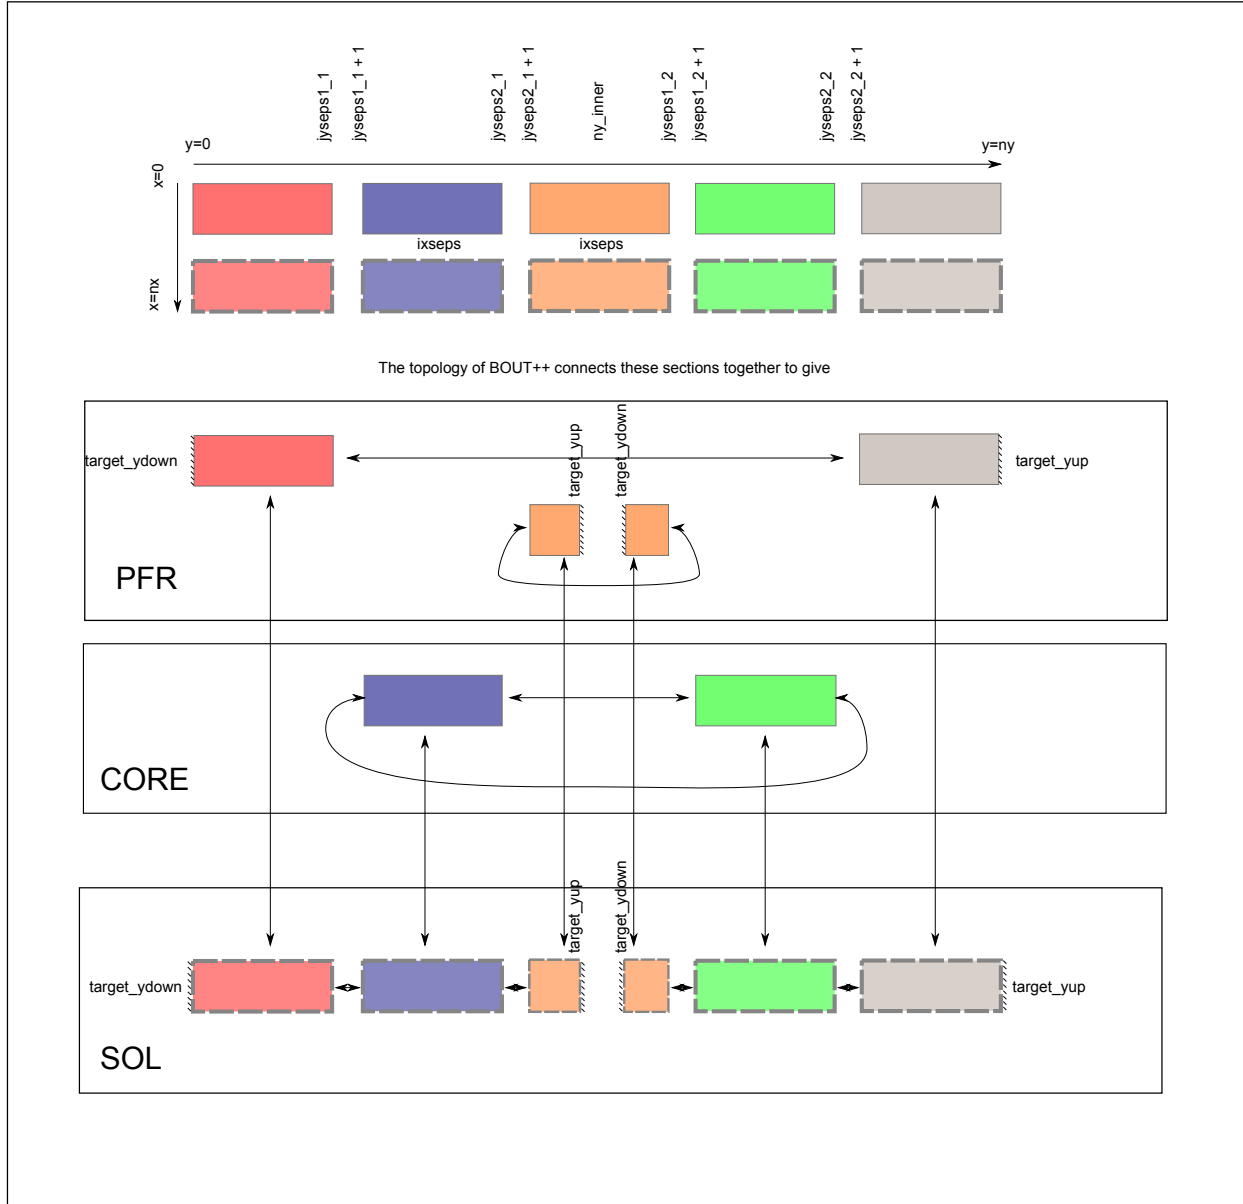 jyseps1_1
jyseps1_1 + 1
jyseps2_1
jyseps2_1 + 1
ny_inner
jyseps1_2
jyseps1_2 + 1
jyseps2_2
jyseps2_2 + 1
y=0
y=ny
x=0
x=nx
ixseps
ixseps
The topology of BOUT++ connects these sections together to give
target_ydown
target_yup
target_ydown
target_yup
PFR
CORE
target_yup
target_ydown
target_ydown
target_yup
SOL